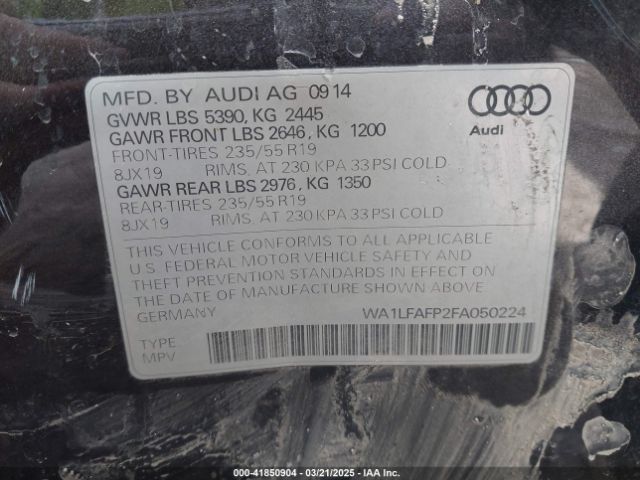 MFD. BY AUDI AG 09 14
GVWR LBS 5390, KG 2445
GAWR FRONT LBS 2646, KG 1200
FRONT-TIRES 235/55 R19
8JX19 RIMS, AT 230 KPA 33 PSI COLD
GAWR REAR LBS 2976, KG 1350
REAR-TIRES 235/55 R19
8JX19 RIMS, AT 230 KPA 33 PSI COLD
Audi
THIS VEHICLE CONFORMS TO ALL APPLICABLE
U.S. FEDERAL MOTOR VEHICLE SAFETY AND
THEFT PREVENTION STANDARDS IN EFFECT ON
THE DATE OF MANUFACTURE SHOWN ABOVE
GERMANY WA1LFAFP2FA050224
TYPE
MPV
000-41850904 - 03/21/2025 - IAA Inc.